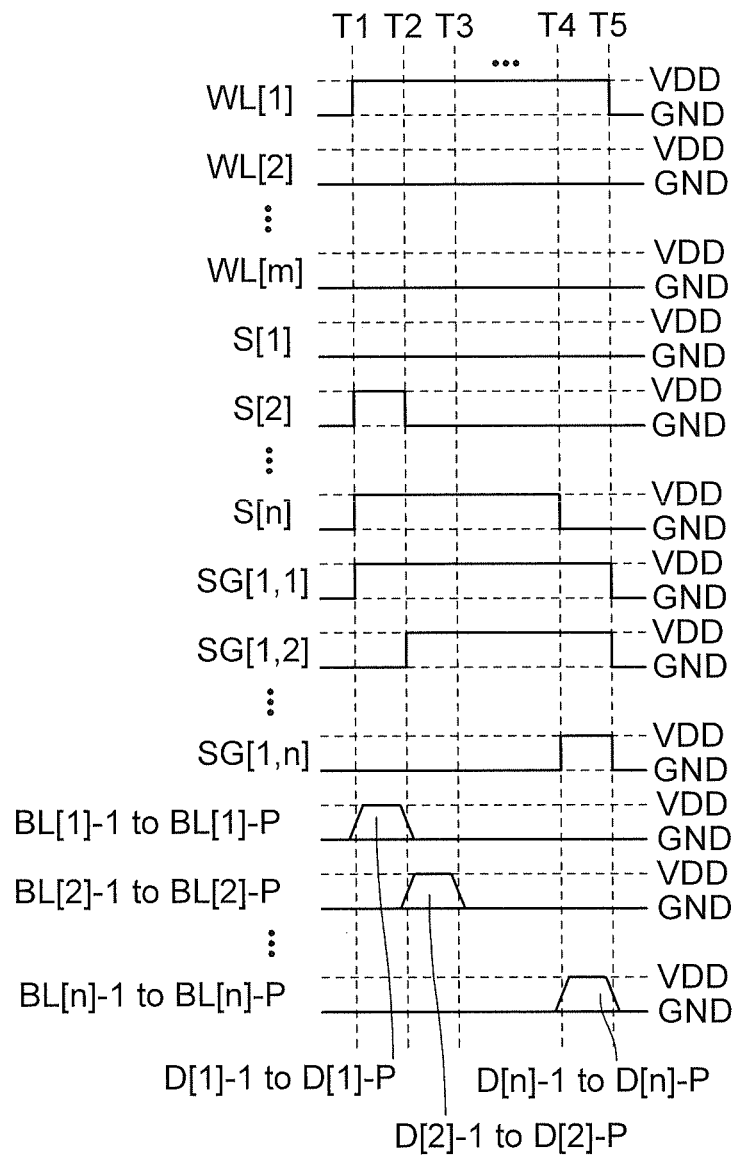 T1 T2 T3 T4 T5
•••
WL[1] VDD
GND
WL[2] VDD
GND
•••
WL[m] VDD
GND
S[1] VDD
GND
S[2] VDD
GND
•••
S[n] VDD
GND
SG[1,1] VDD
GND
SG[1,2] VDD
GND
•••
SG[1,n] VDD
GND
BL[1]-1 to BL[1]-P VDD
GND
BL[2]-1 to BL[2]-P VDD
GND
•••
BL[n]-1 to BL[n]-P VDD
GND
D[1]-1 to D[1]-P D[n]-1 to D[n]-P
D[2]-1 to D[2]-P